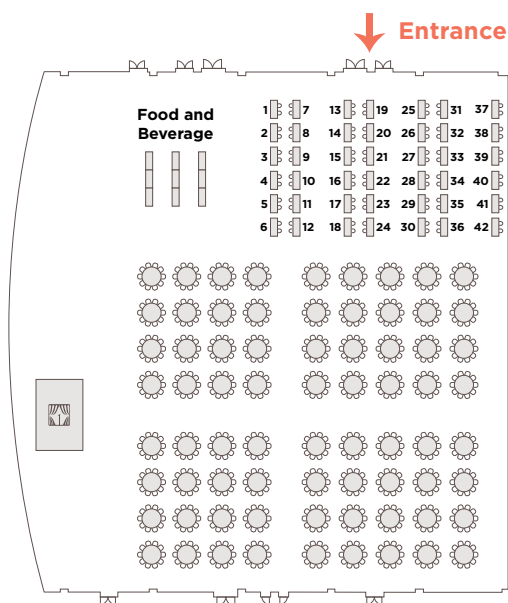 Entrance
Food and
Beverage
1 7 13 19 25 31 37
2 8 14 20 26 32 38
3 9 15 21 27 33 39
4 10 16 22 28 34 40
5 11 17 23 29 35 41
6 12 18 24 30 36 42